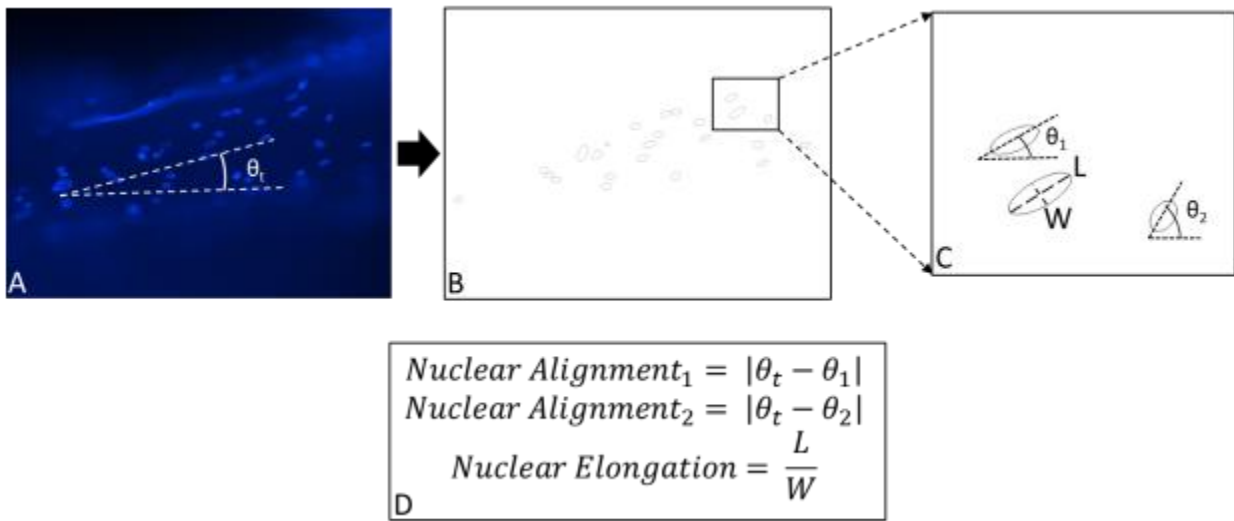 θt
A
B
θ1
L
W
θ2
C
Nuclear Alignment1 = |θt − θ1|
Nuclear Alignment2 = |θt − θ2|
Nuclear Elongation = L/W
D